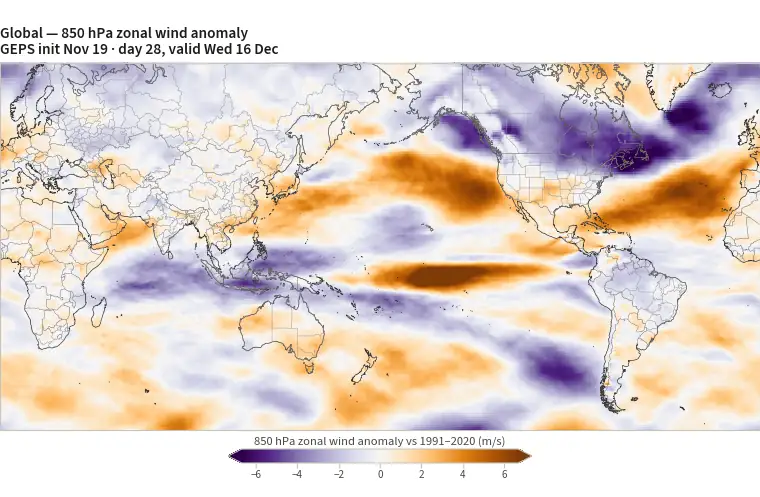 Global — 850 hPa zonal wind anomaly
GEPS init Nov 19 · day 28, valid Wed 16 Dec
850 hPa zonal wind anomaly vs 1991–2020 (m/s)
−6 −4 −2 0 2 4 6